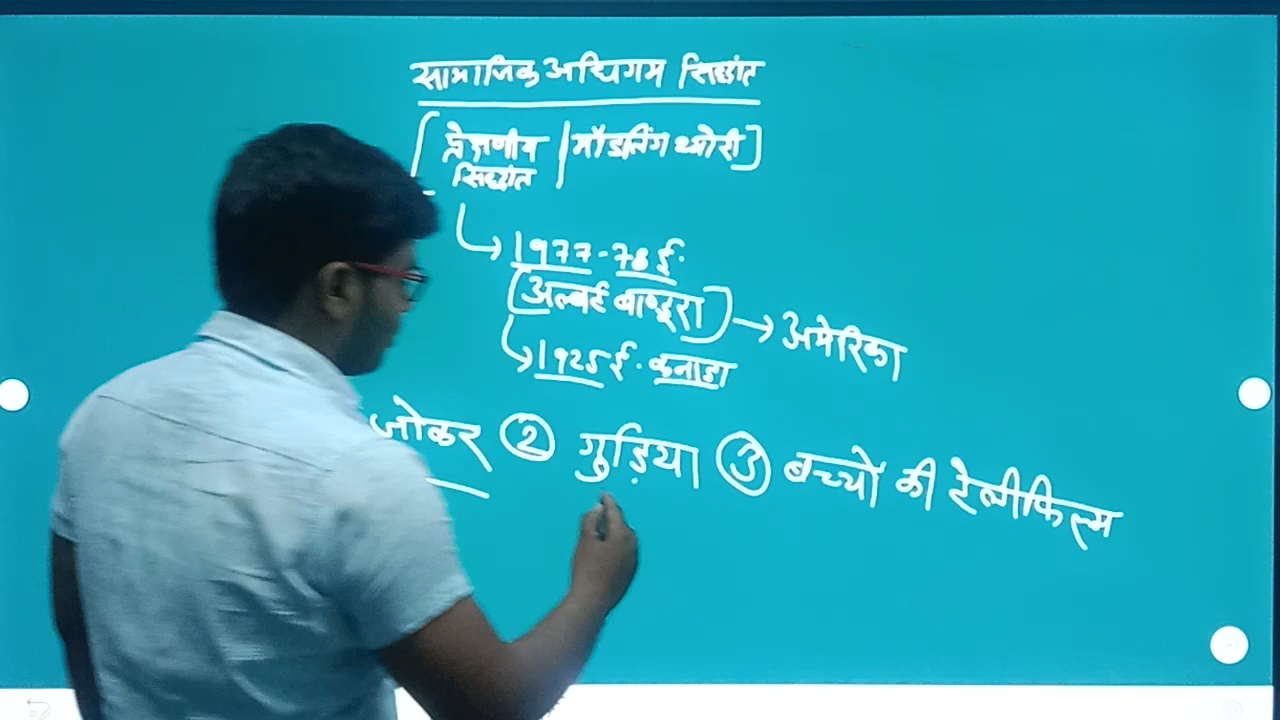 सामाजिक अधिगम सिद्धांत
[प्रेक्षणीय सिद्धांत | मॉडलिंग थ्योरी]
1977-78 ई.
(अल्बर्ट बाण्डूरा) → अमेरिका
1925 ई. कनाडा
जोकर ② गुड़िया ③ बच्चों की टेलीफिल्म